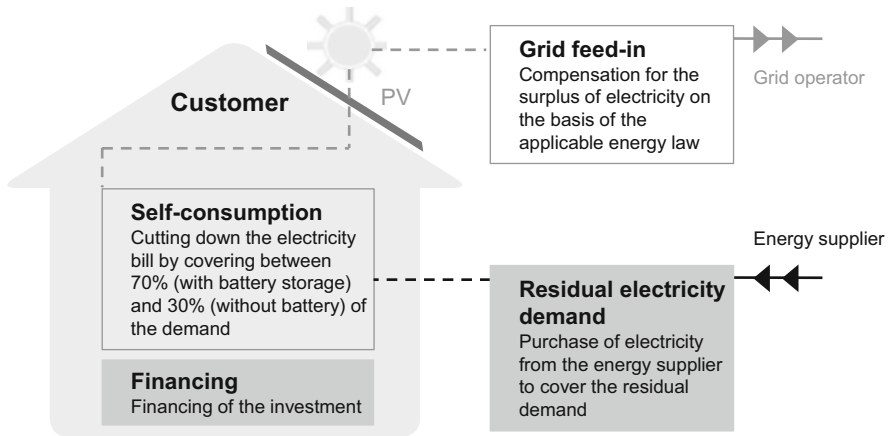 Customer
PV
Grid feed-in
Compensation for the
surplus of electricity on
the basis of the
applicable energy law
Grid operator
Self-consumption
Cutting down the electricity
bill by covering between
70% (with battery storage)
and 30% (without battery) of
the demand
Energy supplier
Residual electricity
demand
Purchase of electricity
from the energy supplier
to cover the residual
demand
Financing
Financing of the investment